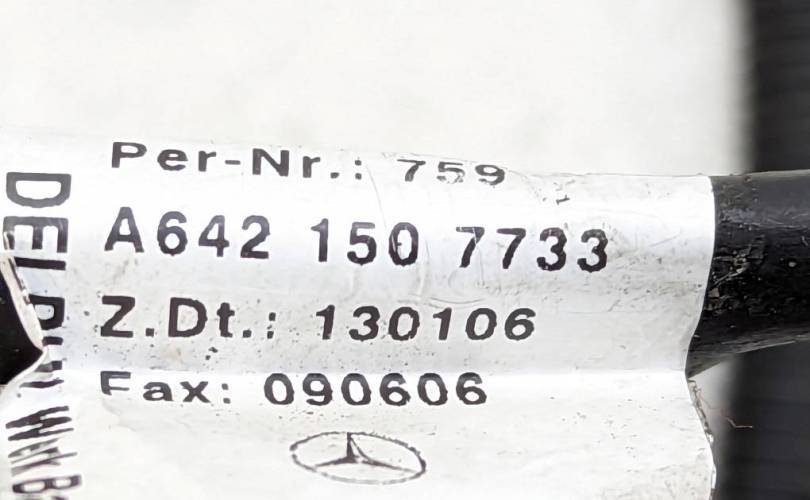 Per-Nr.: 759
A642 150 7733
Z.Dt.: 130106
Fax: 090606
DELPHI